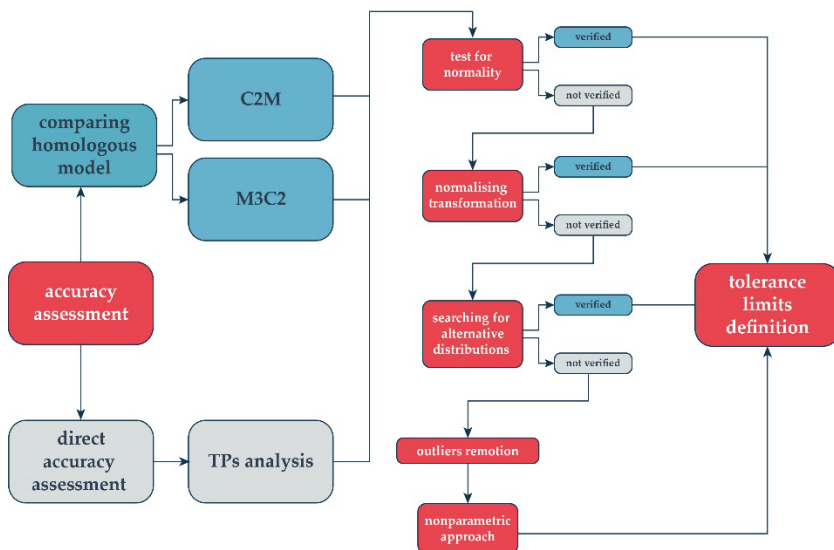 comparing
homologous
model
C2M
M3C2
accuracy
assessment
direct
accuracy
assessment
TPs analysis
test for
normality
verified
not verified
normalising
transformation
verified
not verified
searching for
alternative
distributions
verified
not verified
outliers remotion
nonparametric
approach
tolerance
limits
definition